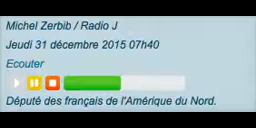 Michel Zerbib / Radio J
Jeudi 31 décembre 2015 07h40
Ecouter
Député des français de l'Amérique du Nord.